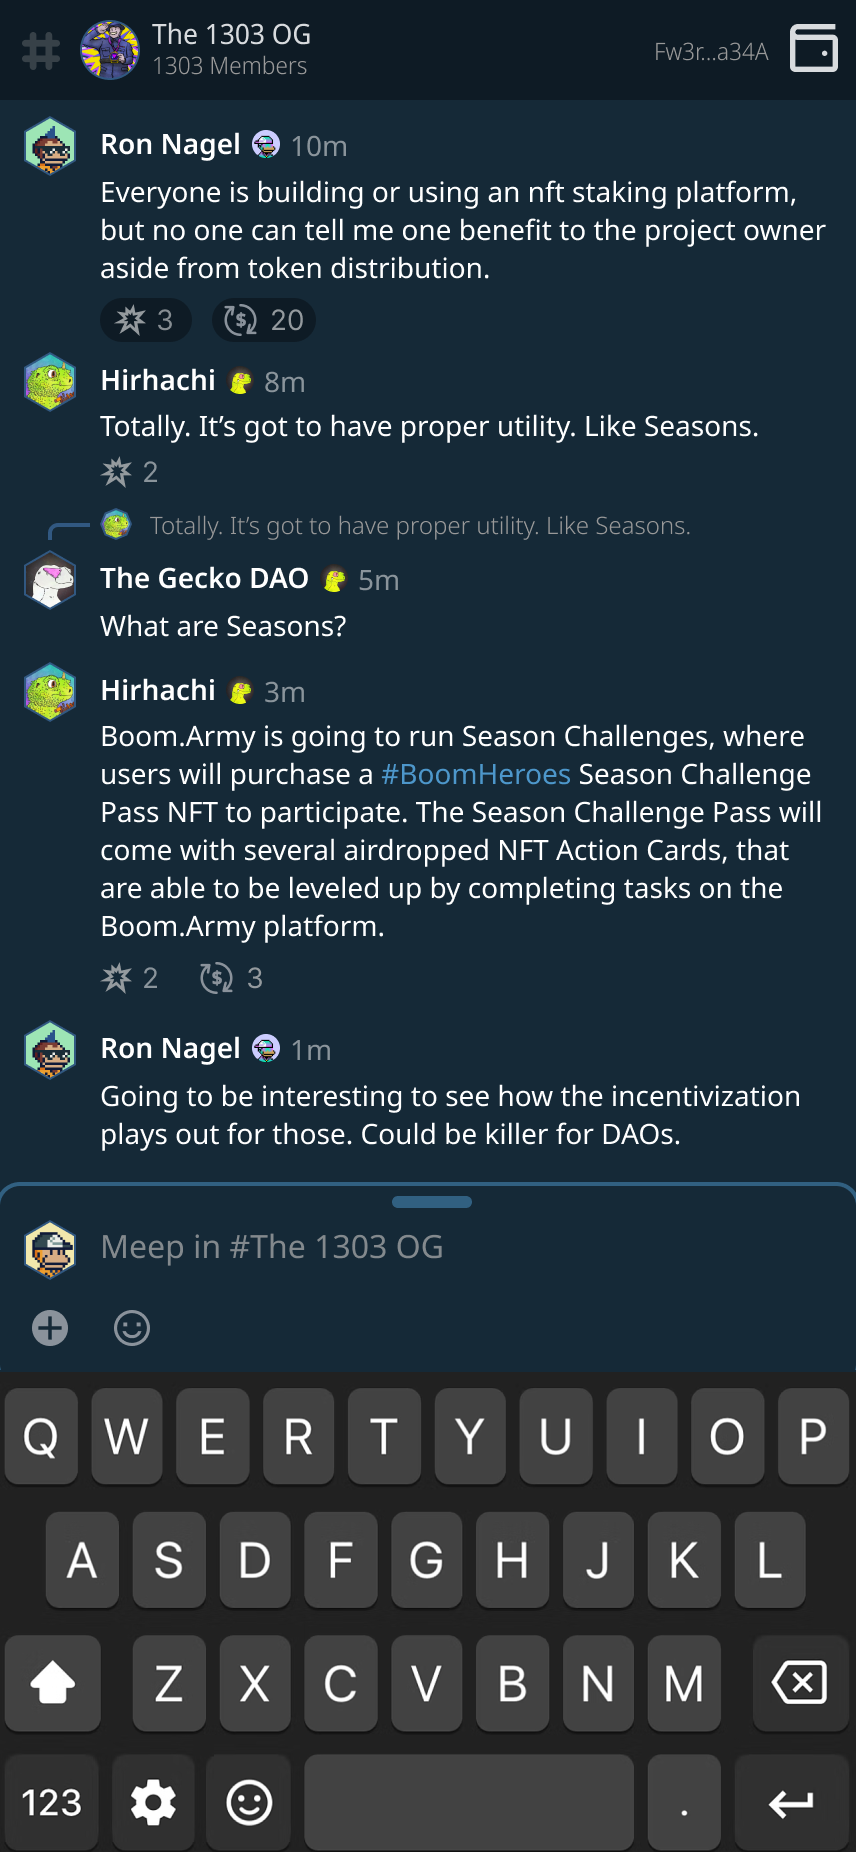 The 1303 OG
1303 Members
Fw3r...a34A
Ron Nagel 10m
Everyone is building or using an nft staking platform,
but no one can tell me one benefit to the project owner
aside from token distribution.
3 20
Hirhachi 8m
Totally. It’s got to have proper utility. Like Seasons.
2
Totally. It’s got to have proper utility. Like Seasons.
The Gecko DAO 5m
What are Seasons?
Hirhachi 3m
Boom.Army is going to run Season Challenges, where
users will purchase a #BoomHeroes Season Challenge
Pass NFT to participate. The Season Challenge Pass will
come with several airdropped NFT Action Cards, that
are able to be leveled up by completing tasks on the
Boom.Army platform.
2 3
Ron Nagel 1m
Going to be interesting to see how the incentivization
plays out for those. Could be killer for DAOs.
Meep in #The 1303 OG
Q W E R T Y U I O P
A S D F G H J K L
Z X C V B N M
123 .